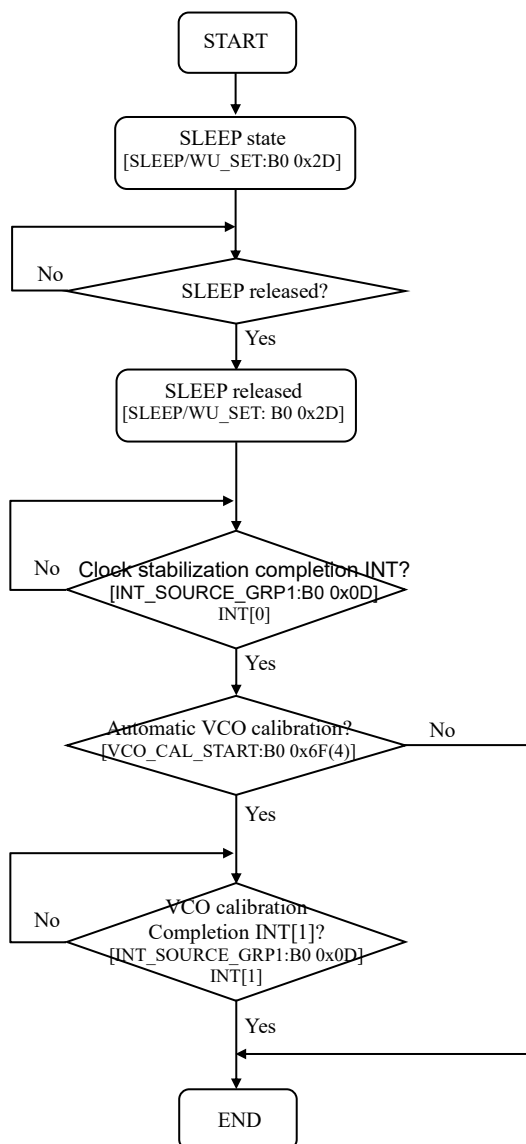 START
SLEEP state
[SLEEP/WU_SET:B0 0x2D]
No
SLEEP released?
Yes
SLEEP released
[SLEEP/WU_SET: B0 0x2D]
No
Clock stabilization completion INT?
[INT_SOURCE_GRP1:B0 0x0D]
INT[0]
Yes
Automatic VCO calibration?
No
[VCO_CAL_START:B0 0x6F(4)]
Yes
VCO calibration
No
Completion INT[1]?
[INT_SOURCE_GRP1:B0 0x0D]
INT[1]
Yes
END